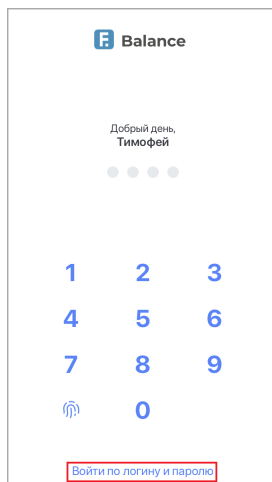 F. Balance
Добрый день,
Тимофей
1 2 3
4 5 6
7 8 9
0
Войти по логину и паролю